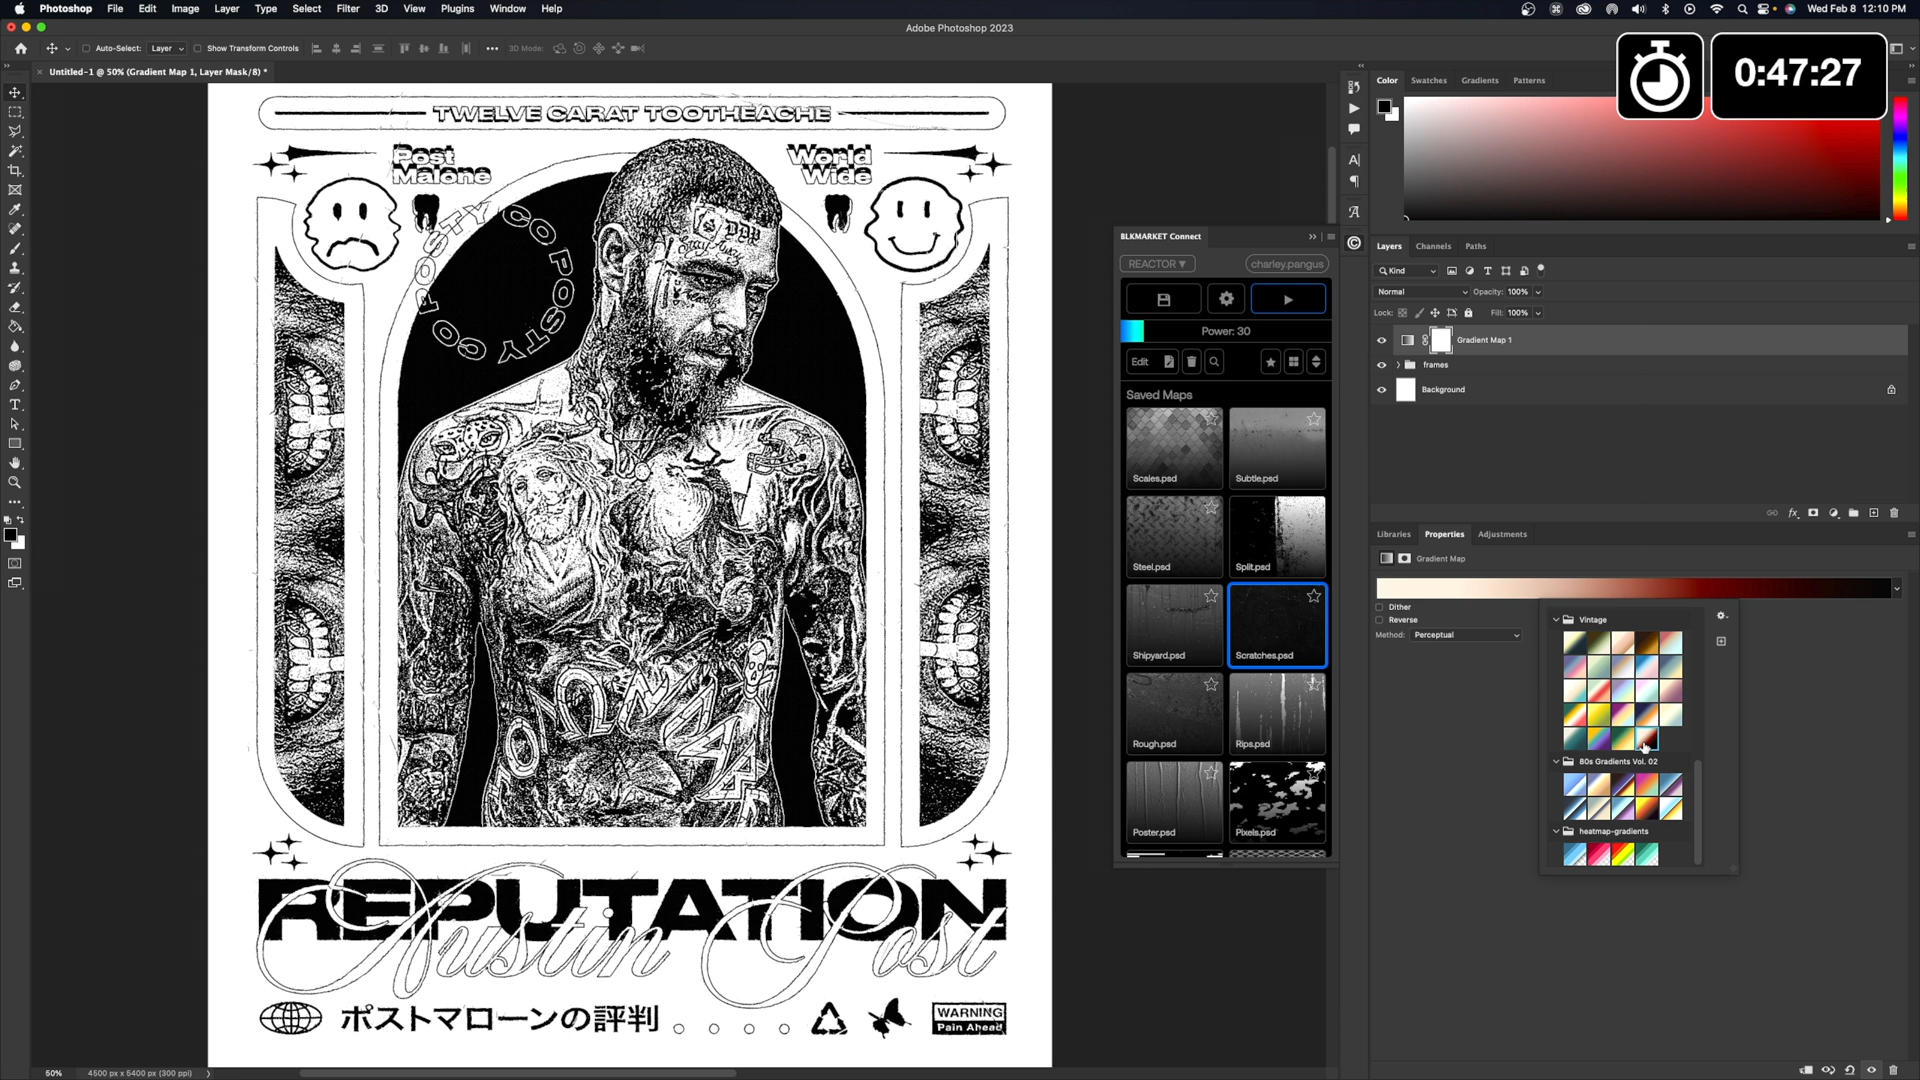 Photoshop File Edit Image Layer Type Select Filter 3D View Plugins Window Help
Wed Feb 8 12:10 PM
Adobe Photoshop 2023
Auto-Select: Layer Show Transform Controls 3D Mode:
Untitled-1 @ 50% (Gradient Map 1, Layer Mask/8) *
0:47:27
TWELVE CARAT TOOTHEACHE
Post
Malone
World
Wide
POSTY CO POSTY CO
DDP
Stay Away
REPUTATION
Austin Post
ポストマローンの評判
WARNING
Pain Ahead
50% 4500 px x 5400 px (300 ppi)
BLKMARKET Connect
REACTOR
charley.pangus
Power: 30
Edit
Saved Maps
Scales.psd
Subtle.psd
Steel.psd
Split.psd
Shipyard.psd
Scratches.psd
Rough.psd
Rips.psd
Poster.psd
Pixels.psd
Color Swatches Gradients Patterns
Layers Channels Paths
Kind
Normal Opacity: 100%
Lock: Fill: 100%
Gradient Map 1
frames
Background
Libraries Properties Adjustments
Gradient Map
Dither
Reverse
Method: Perceptual
Vintage
80s Gradients Vol. 02
heatmap-gradients